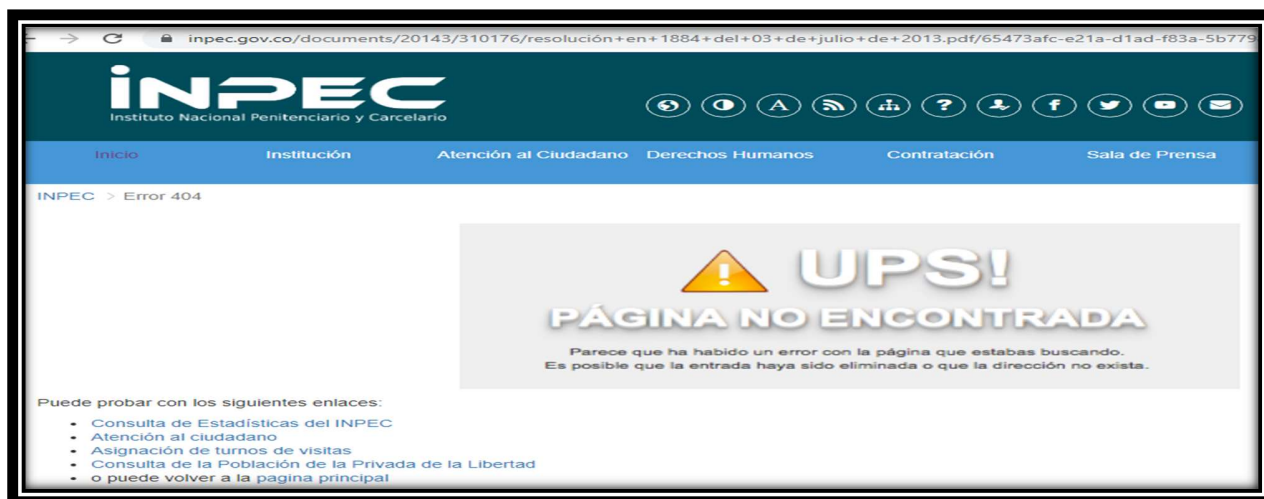 inpec.gov.co/documents/20143/310176/resolución+en+1884+del+03+de+julio+de+2013.pdf/65473afc-e21a-d1ad-f83a-5b779
INPEC
Instituto Nacional Penitenciario y Carcelario
Inicio Institución Atención al Ciudadano Derechos Humanos Contratación Sala de Prensa
INPEC > Error 404
UPS!
PÁGINA NO ENCONTRADA
Parece que ha habido un error con la página que estabas buscando.
Es posible que la entrada haya sido eliminada o que la dirección no exista.
Puede probar con los siguientes enlaces:
• Consulta de Estadísticas del INPEC
• Atención al ciudadano
• Asignación de turnos de visitas
• Consulta de la Población de la Privada de la Libertad
• o puede volver a la pagina principal